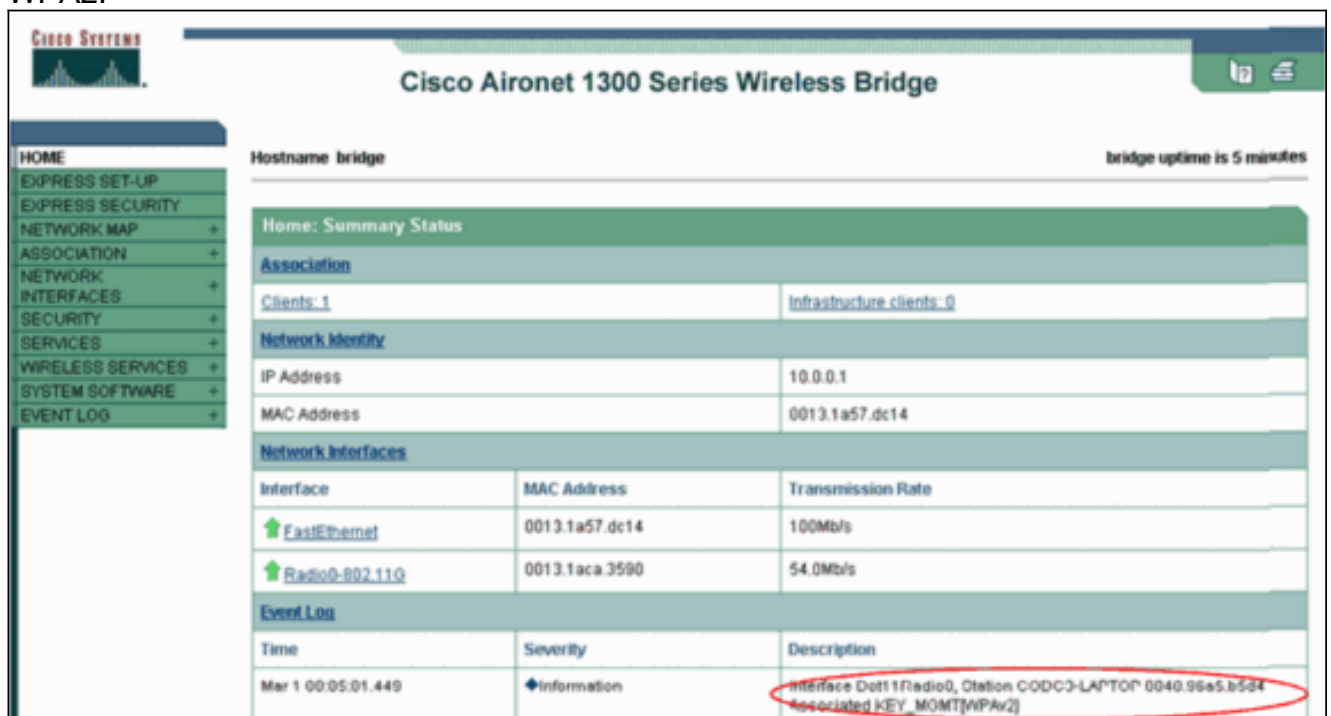 WPA2.
CISCO SYSTEMS
Cisco Aironet 1300 Series Wireless Bridge
HOME
EXPRESS SET-UP
EXPRESS SECURITY
NETWORK MAP +
ASSOCIATION +
NETWORK
INTERFACES +
SECURITY +
SERVICES +
WIRELESS SERVICES +
SYSTEM SOFTWARE +
EVENT LOG +
Hostname bridge bridge uptime is 5 minutes
Home: Summary Status
Association
Clients: 1 Infrastructure clients: 0
Network Identity
IP Address 10.0.0.1
MAC Address 0013.1a57.dc14
Network Interfaces
Interface MAC Address Transmission Rate
FastEthernet 0013.1a57.dc14 100Mb/s
Radio0-802.11G 0013.1aca.3590 54.0Mb/s
Event Log
Time Severity Description
Mar 1 00:05:01.449 Information Interface Dot11Radio0, Station 0040.96a5.b5d4
Associated KEY_MGMT[WPAv2]